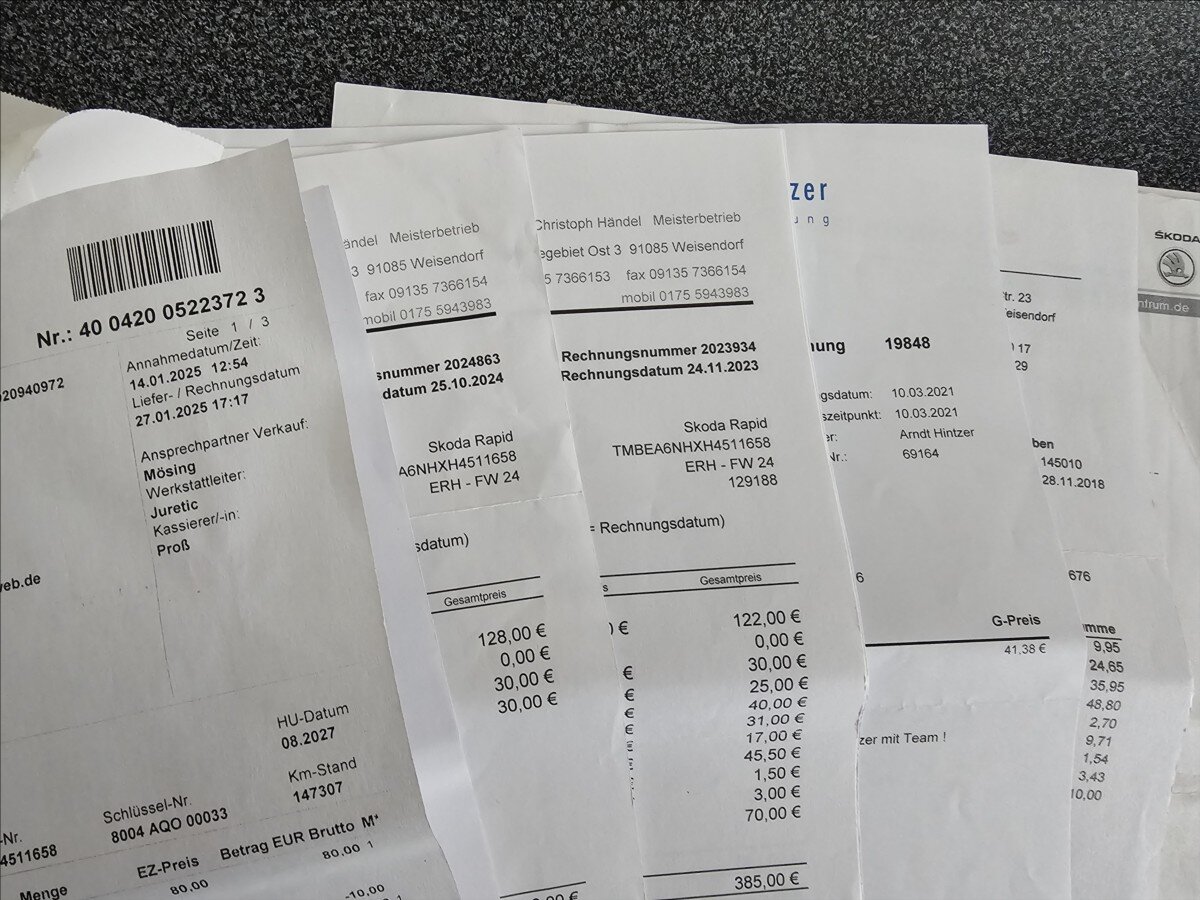 Nr.: 40 0420 0522372 3
Seite 1 / 3
020940972
Annahmedatum/Zeit:
14.01.2025 12:54
Liefer- / Rechnungsdatum
27.01.2025 17:17
Ansprechpartner Verkauf:
Mösing
Werkstattleiter:
Juretic
Kassierer/-in:
Proß
web.de
HU-Datum
08.2027
Km-Stand
147307
-Nr.
4511658
Schlüssel-Nr.
8004 AQO 00033
Menge
EZ-Preis
Betrag EUR Brutto M*
80.00
80.00 1
-10,00
ändel Meisterbetrieb
3 91085 Weisendorf
fax 09135 7366154
mobil 0175 5943983
snummer 2024863
datum 25.10.2024
Skoda Rapid
A6NHXH4511658
ERH - FW 24
sdatum)
Gesamtpreis
128,00 €
0,00 €
30,00 €
30,00 €
Christoph Händel Meisterbetrieb
egebiet Ost 3 91085 Weisendorf
5 7366153 fax 09135 7366154
mobil 0175 5943983
Rechnungsnummer 2023934
Rechnungsdatum 24.11.2023
Skoda Rapid
TMBEA6NHXH4511658
ERH - FW 24
129188
= Rechnungsdatum)
s Gesamtpreis
€ 122,00 €
0,00 €
€ 30,00 €
€ 25,00 €
€ 40,00 €
€ 31,00 €
17,00 €
45,50 €
1,50 €
3,00 €
70,00 €
385,00 €
zer
ung
nung 19848
gsdatum: 10.03.2021
szeitpunkt: 10.03.2021
er: Arndt Hintzer
Nr.: 69164
6
G-Preis
41,38 €
zer mit Team !
tr. 23
eisendorf
17
29
ben
145010
28.11.2018
676
mme
9,95
24,65
35,95
48,80
2,70
9,71
1,54
3,43
10,00
ŠKODA
ntrum.de